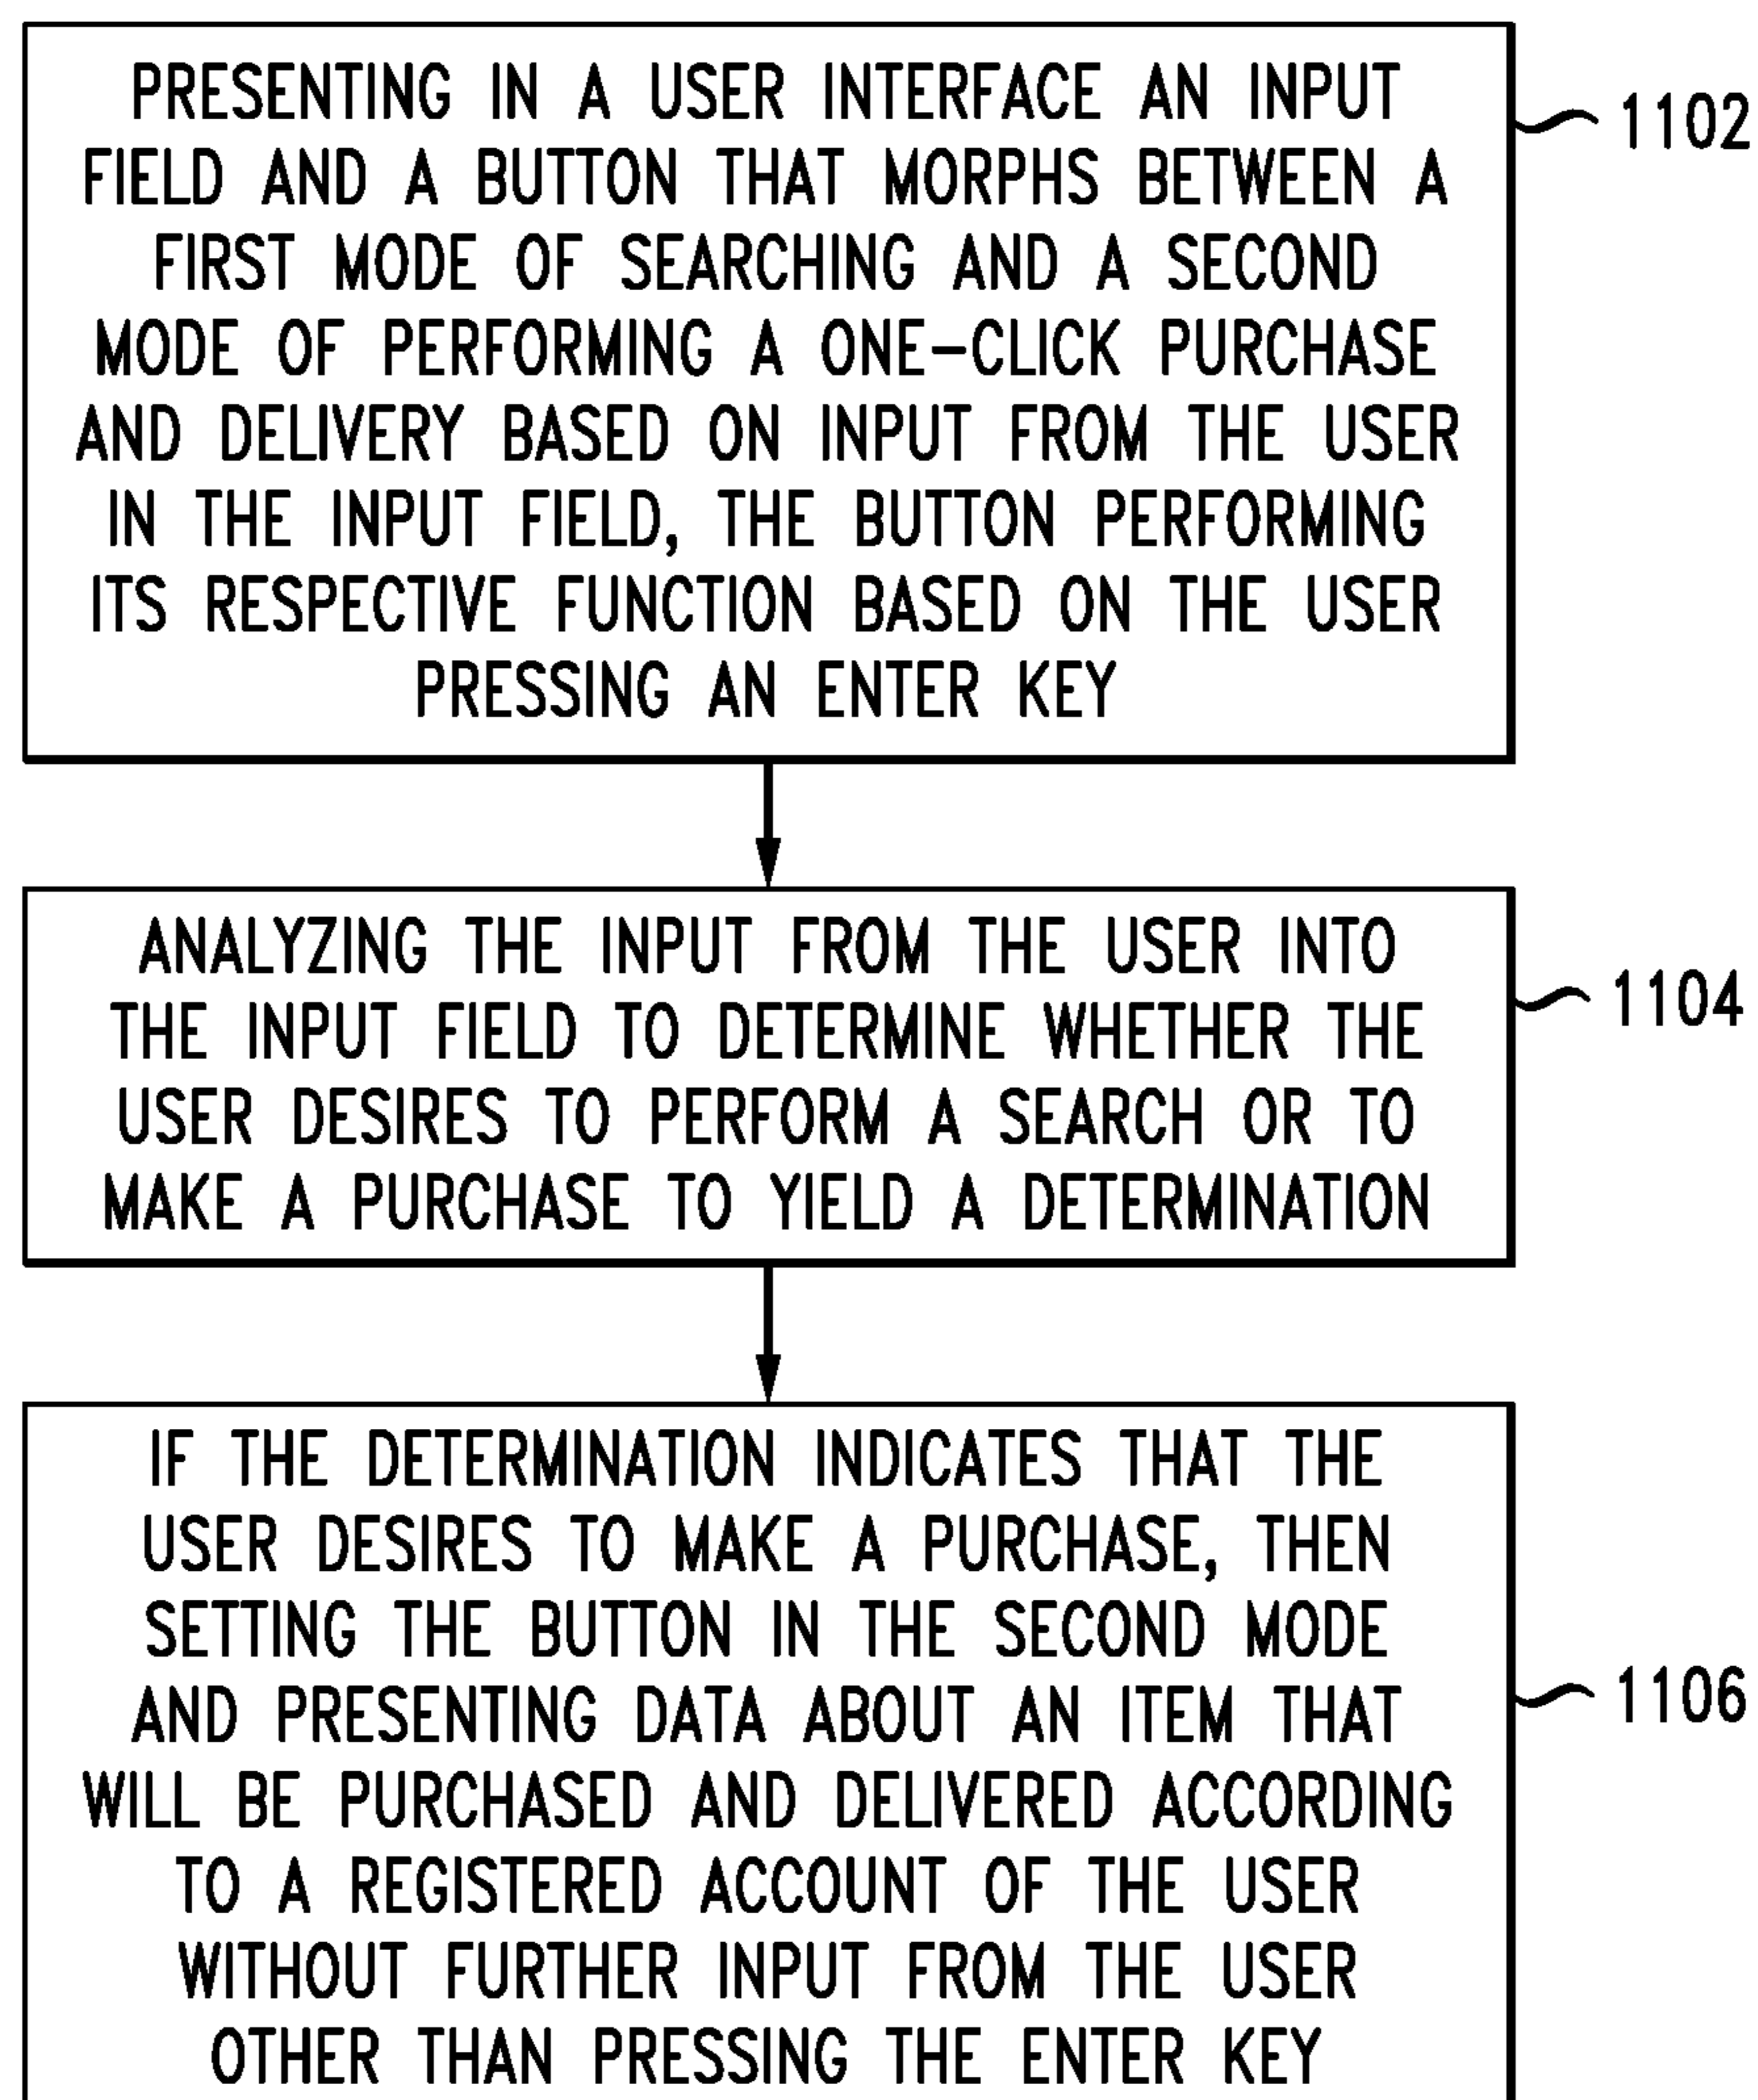 PRESENTING IN A USER INTERFACE AN INPUT
FIELD AND A BUTTON THAT MORPHS BETWEEN A
FIRST MODE OF SEARCHING AND A SECOND
MODE OF PERFORMING A ONE-CLICK PURCHASE
AND DELIVERY BASED ON INPUT FROM THE USER
IN THE INPUT FIELD, THE BUTTON PERFORMING
ITS RESPECTIVE FUNCTION BASED ON THE USER
PRESSING AN ENTER KEY
1102
ANALYZING THE INPUT FROM THE USER INTO
THE INPUT FIELD TO DETERMINE WHETHER THE
USER DESIRES TO PERFORM A SEARCH OR TO
MAKE A PURCHASE TO YIELD A DETERMINATION
1104
IF THE DETERMINATION INDICATES THAT THE
USER DESIRES TO MAKE A PURCHASE, THEN
SETTING THE BUTTON IN THE SECOND MODE
AND PRESENTING DATA ABOUT AN ITEM THAT
WILL BE PURCHASED AND DELIVERED ACCORDING
TO A REGISTERED ACCOUNT OF THE USER
WITHOUT FURTHER INPUT FROM THE USER
OTHER THAN PRESSING THE ENTER KEY
1106